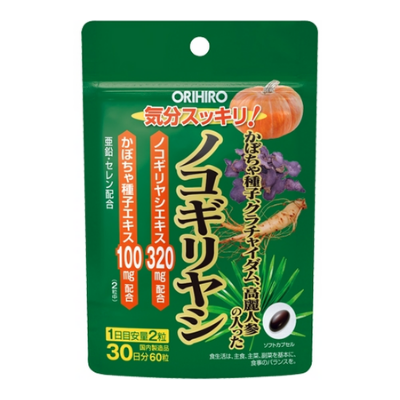 ORIHIRO
気分スッキリ!
かぼちゃ種子、クラチャイダム、高麗人参の入った
ノコギリヤシ
ノコギリヤシエキス320mg配合
かぼちゃ種子エキス100mg配合
(2粒中)
亜鉛・セレン配合
1日目安量2粒
国内製造品
30日分60粒
ソフトカプセル
食生活は、主食、主菜、副菜を基本に、
食事のバランスを。